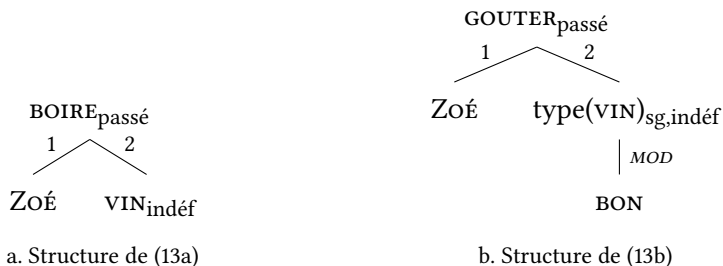 BOIREpassé
1 2
ZOÉ VINindéf
a. Structure de (13a)
GOUTERpassé
1 2
ZOÉ type(VIN)sg,indéf
MOD
BON
b. Structure de (13b)